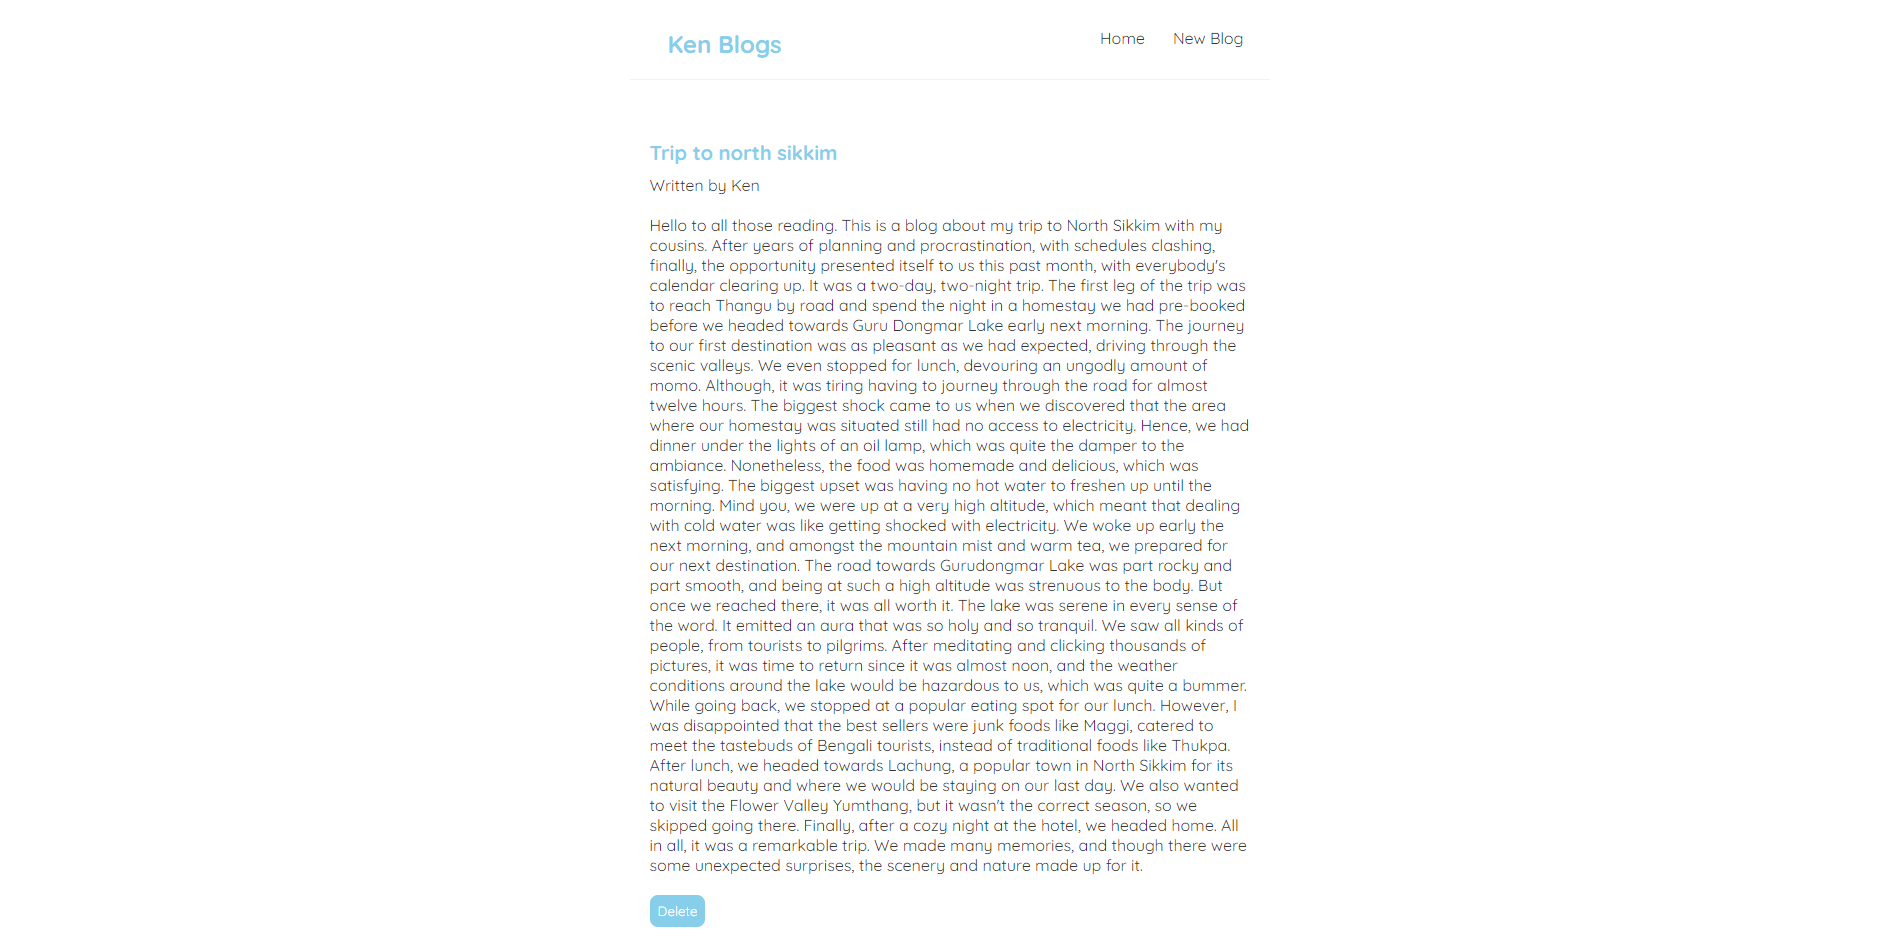 Ken Blogs
Home
New Blog
Trip to north sikkim
Written by Ken
Hello to all those reading. This is a blog about my trip to North Sikkim with my
cousins. After years of planning and procrastination, with schedules clashing,
finally, the opportunity presented itself to us this past month, with everybody's
calendar clearing up. It was a two-day, two-night trip. The first leg of the trip was
to reach Thangu by road and spend the night in a homestay we had pre-booked
before we headed towards Guru Dongmar Lake early next morning. The journey
to our first destination was as pleasant as we had expected, driving through the
scenic valleys. We even stopped for lunch, devouring an ungodly amount of
momo. Although, it was tiring having to journey through the road for almost
twelve hours. The biggest shock came to us when we discovered that the area
where our homestay was situated still had no access to electricity. Hence, we had
dinner under the lights of an oil lamp, which was quite the damper to the
ambiance. Nonetheless, the food was homemade and delicious, which was
satisfying. The biggest upset was having no hot water to freshen up until the
morning. Mind you, we were up at a very high altitude, which meant that dealing
with cold water was like getting shocked with electricity. We woke up early the
next morning, and amongst the mountain mist and warm tea, we prepared for
our next destination. The road towards Gurudongmar Lake was part rocky and
part smooth, and being at such a high altitude was strenuous to the body. But
once we reached there, it was all worth it. The lake was serene in every sense of
the word. It emitted an aura that was so holy and so tranquil. We saw all kinds of
people, from tourists to pilgrims. After meditating and clicking thousands of
pictures, it was time to return since it was almost noon, and the weather
conditions around the lake would be hazardous to us, which was quite a bummer.
While going back, we stopped at a popular eating spot for our lunch. However, I
was disappointed that the best sellers were junk foods like Maggi, catered to
meet the tastebuds of Bengali tourists, instead of traditional foods like Thukpa.
After lunch, we headed towards Lachung, a popular town in North Sikkim for its
natural beauty and where we would be staying on our last day. We also wanted
to visit the Flower Valley Yumthang, but it wasn't the correct season, so we
skipped going there. Finally, after a cozy night at the hotel, we headed home. All
in all, it was a remarkable trip. We made many memories, and though there were
some unexpected surprises, the scenery and nature made up for it.
Delete